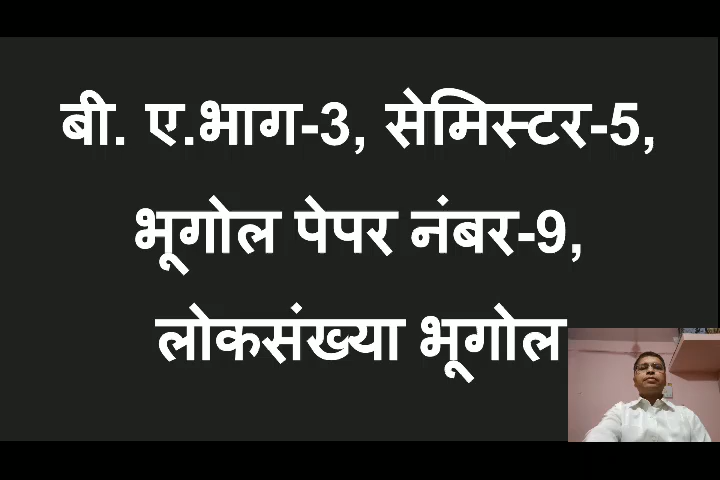 बी. ए.भाग-3, सेमिस्टर-5,
भूगोल पेपर नंबर-9,
लोकसंख्या भूगोल